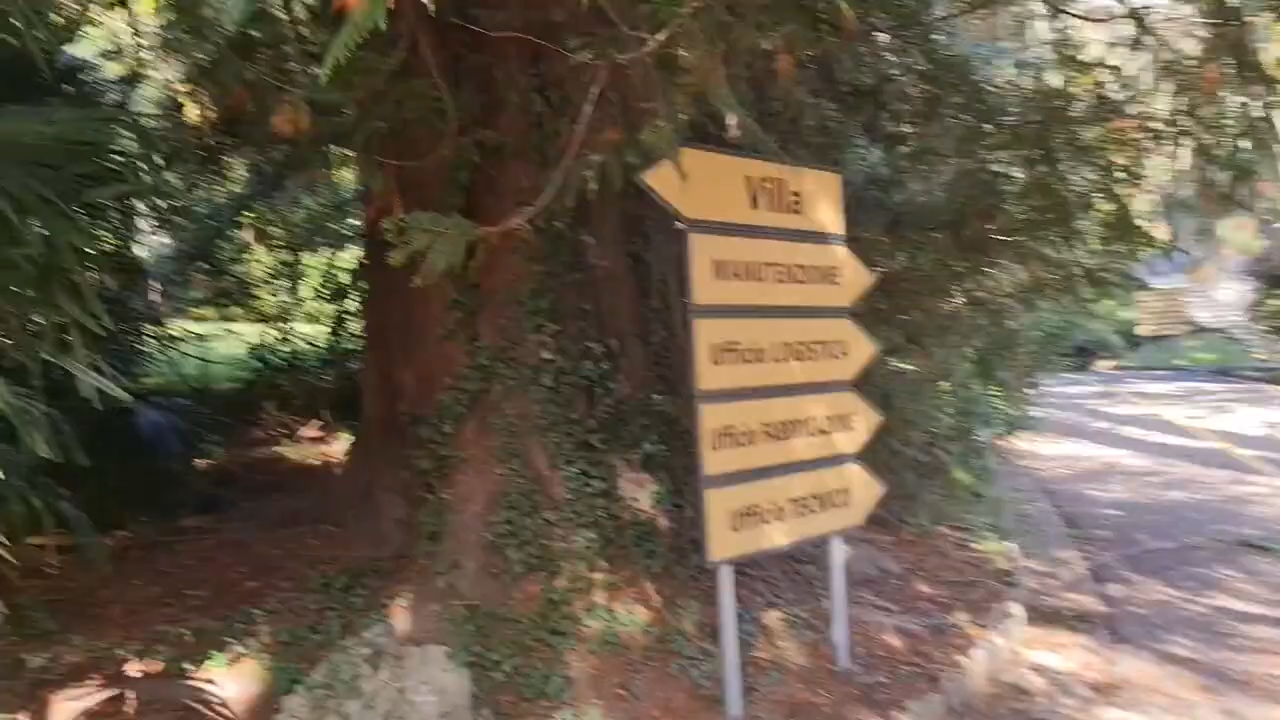 Villa
MANUTENZIONE
Ufficio LOGISTICA
Ufficio
Ufficio TECNICO